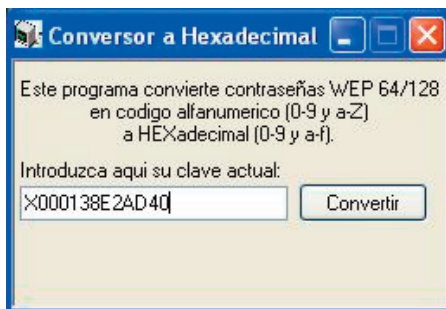 Conversor a Hexadecimal
Este programa convierte contraseñas WEP 64/128
en codigo alfanumerico (0-9 y a-Z)
a HEXadecimal (0-9 y a-f).
Introduzca aqui su clave actual:
X000138E2AD40
Convertir